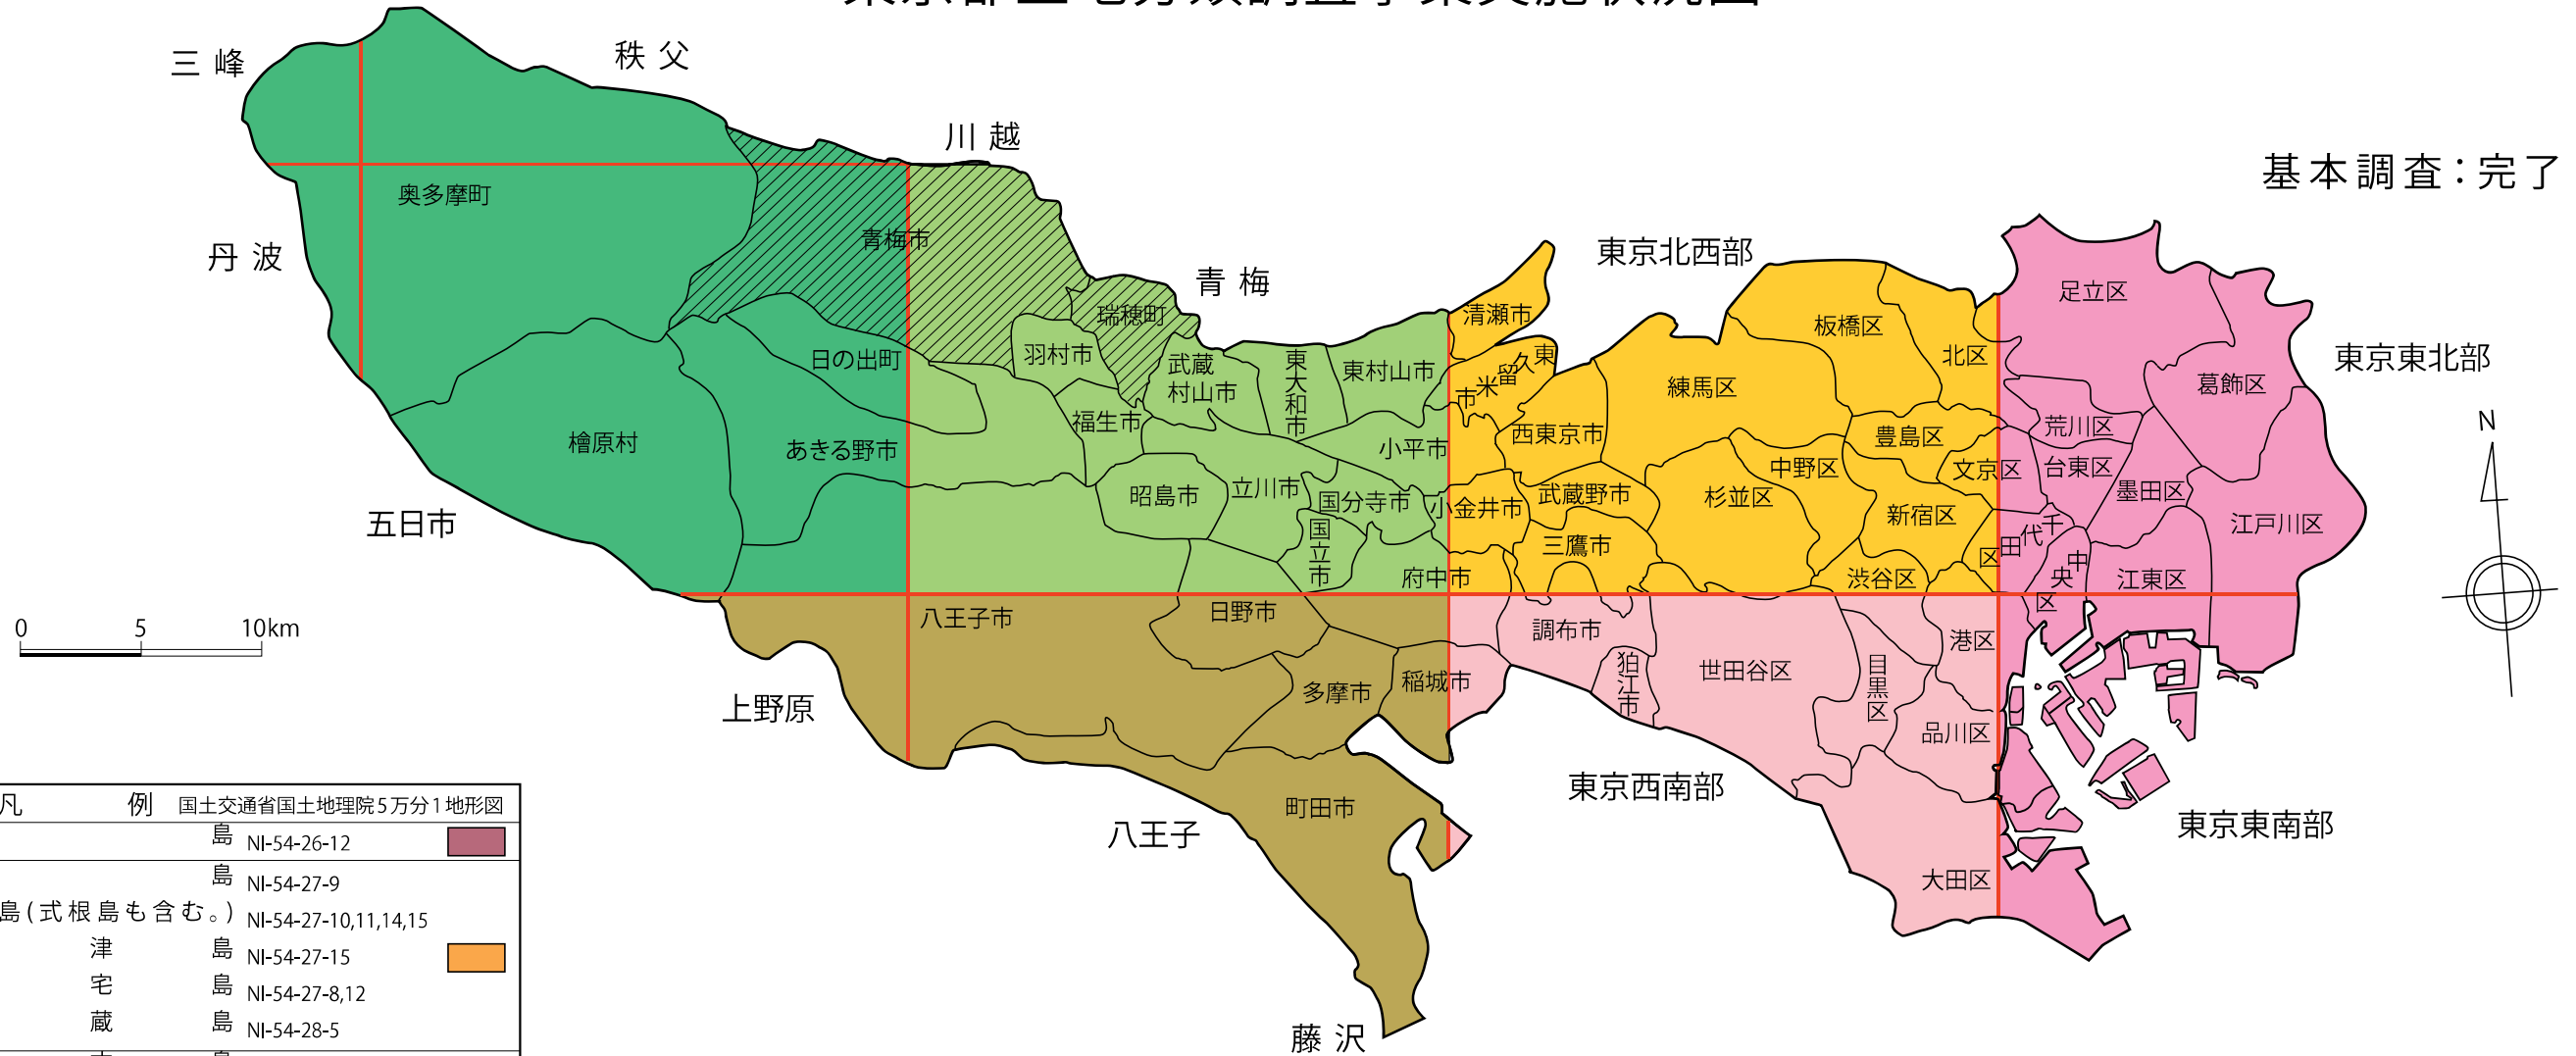 三峰
秩父
川越
基本調査：完了
奥多摩町
丹波
青梅市
青梅
東京北西部
瑞穂町
清瀬市
足立区
板橋区
日の出町
羽村市
武蔵
村山市
東大和市
東村山市
東久留米市
練馬区
北区
葛飾区
東京東北部
檜原村
あきる野市
福生市
小平市
西東京市
豊島区
荒川区
N
五日市
昭島市
立川市
国分寺市
小金井市
武蔵野市
杉並区
中野区
文京区
台東区
墨田区
新宿区
千代田区
江戸川区
国立市
三鷹市
府中市
渋谷区
中央区
江東区
0 5 10km
八王子市
日野市
調布市
港区
上野原
多摩市
稲城市
狛江市
世田谷区
目黒区
品川区
東京西南部
町田市
八王子
東京東南部
大田区
藤沢
凡例 国土交通省国土地理院5万分1地形図
島 NI-54-26-12
島 NI-54-27-9
島(式根島も含む。) NI-54-27-10,11,14,15
津島 NI-54-27-15
宅島 NI-54-27-8,12
蔵島 NI-54-28-5